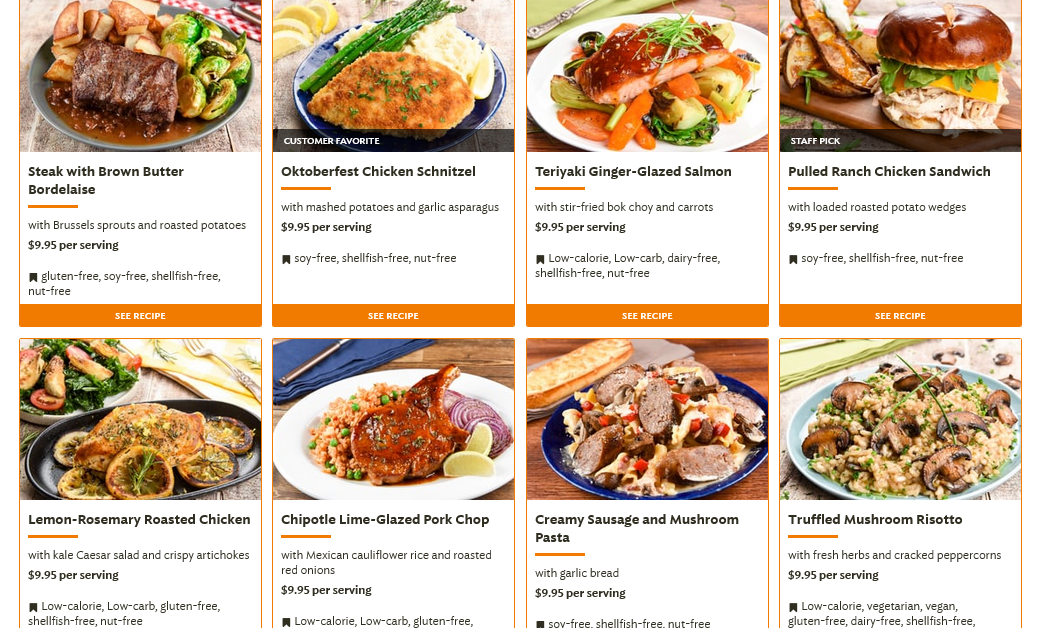 CUSTOMER FAVORITE
STAFF PICK
Steak with Brown Butter
Bordelaise
with Brussels sprouts and roasted potatoes
$9.95 per serving
gluten-free, soy-free, shellfish-free,
nut-free
SEE RECIPE
Oktoberfest Chicken Schnitzel
with mashed potatoes and garlic asparagus
$9.95 per serving
soy-free, shellfish-free, nut-free
SEE RECIPE
Teriyaki Ginger-Glazed Salmon
with stir-fried bok choy and carrots
$9.95 per serving
Low-calorie, Low-carb, dairy-free,
shellfish-free, nut-free
SEE RECIPE
Pulled Ranch Chicken Sandwich
with loaded roasted potato wedges
$9.95 per serving
soy-free, shellfish-free, nut-free
SEE RECIPE
Lemon-Rosemary Roasted Chicken
with kale Caesar salad and crispy artichokes
$9.95 per serving
Low-calorie, Low-carb, gluten-free,
shellfish-free, nut-free
Chipotle Lime-Glazed Pork Chop
with Mexican cauliflower rice and roasted
red onions
$9.95 per serving
Low-calorie, Low-carb, gluten-free,
Creamy Sausage and Mushroom
Pasta
with garlic bread
$9.95 per serving
soy-free, shellfish-free, nut-free
Truffled Mushroom Risotto
with fresh herbs and cracked peppercorns
$9.95 per serving
Low-calorie, vegetarian, vegan,
gluten-free, dairy-free, shellfish-free,